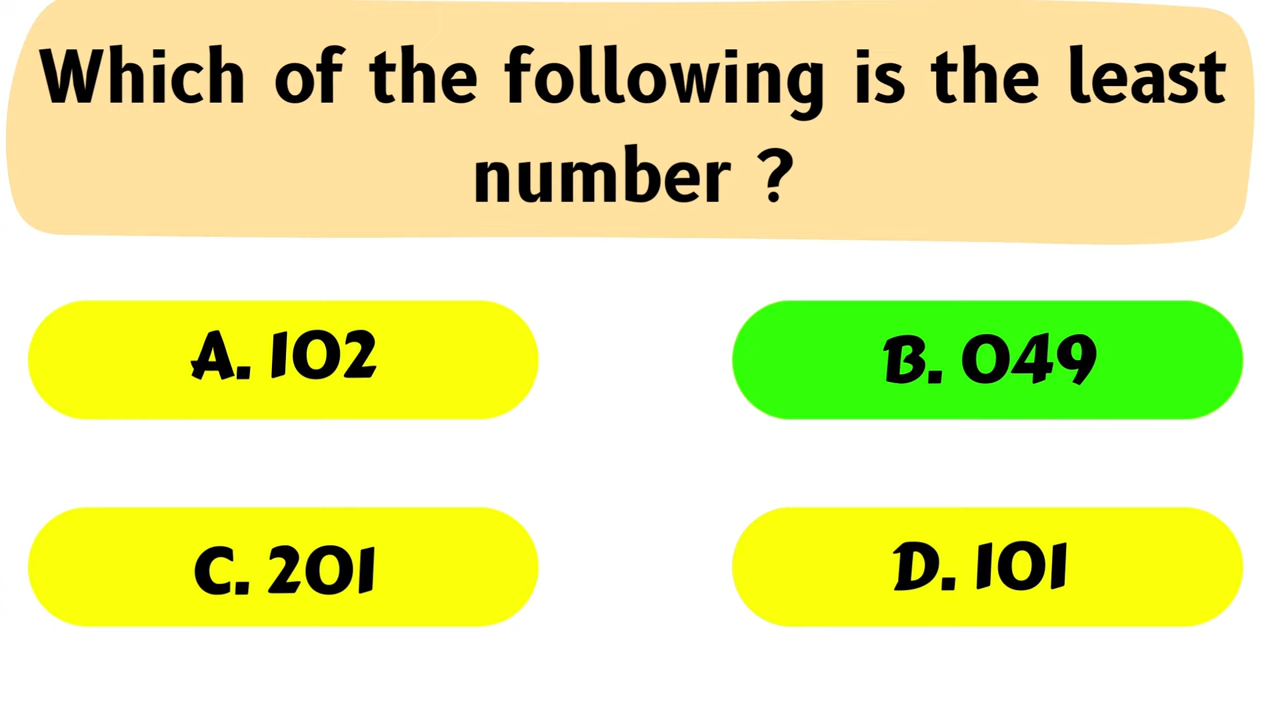 Which of the following is the least
number ?
A. 102
B. 049
C. 201
D. 101